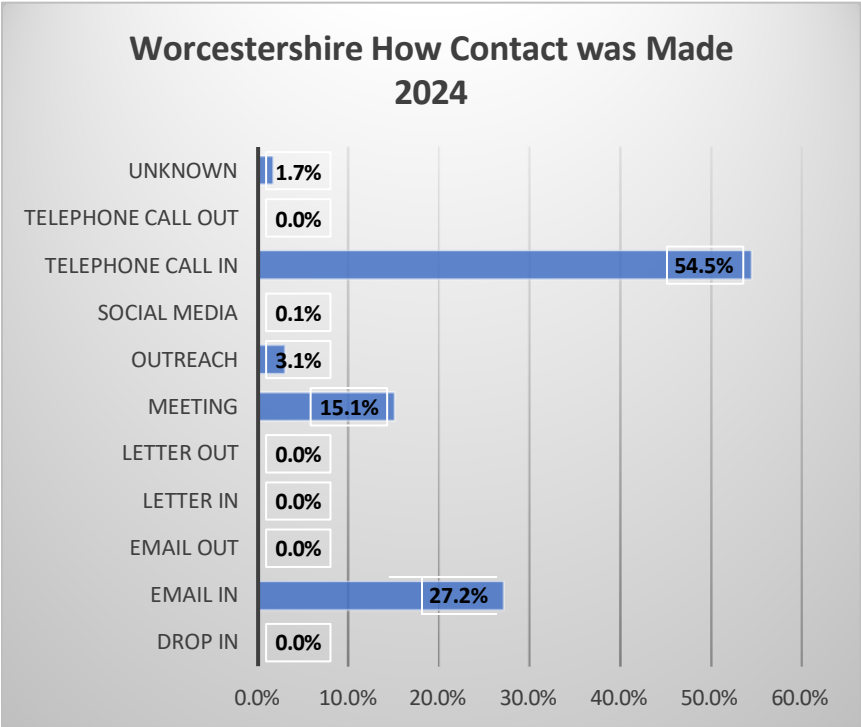 Worcestershire How Contact was Made
2024
UNKNOWN 1.7%
TELEPHONE CALL OUT 0.0%
TELEPHONE CALL IN 54.5%
SOCIAL MEDIA 0.1%
OUTREACH 3.1%
MEETING 15.1%
LETTER OUT 0.0%
LETTER IN 0.0%
EMAIL OUT 0.0%
EMAIL IN 27.2%
DROP IN 0.0%
0.0% 10.0% 20.0% 30.0% 40.0% 50.0% 60.0%